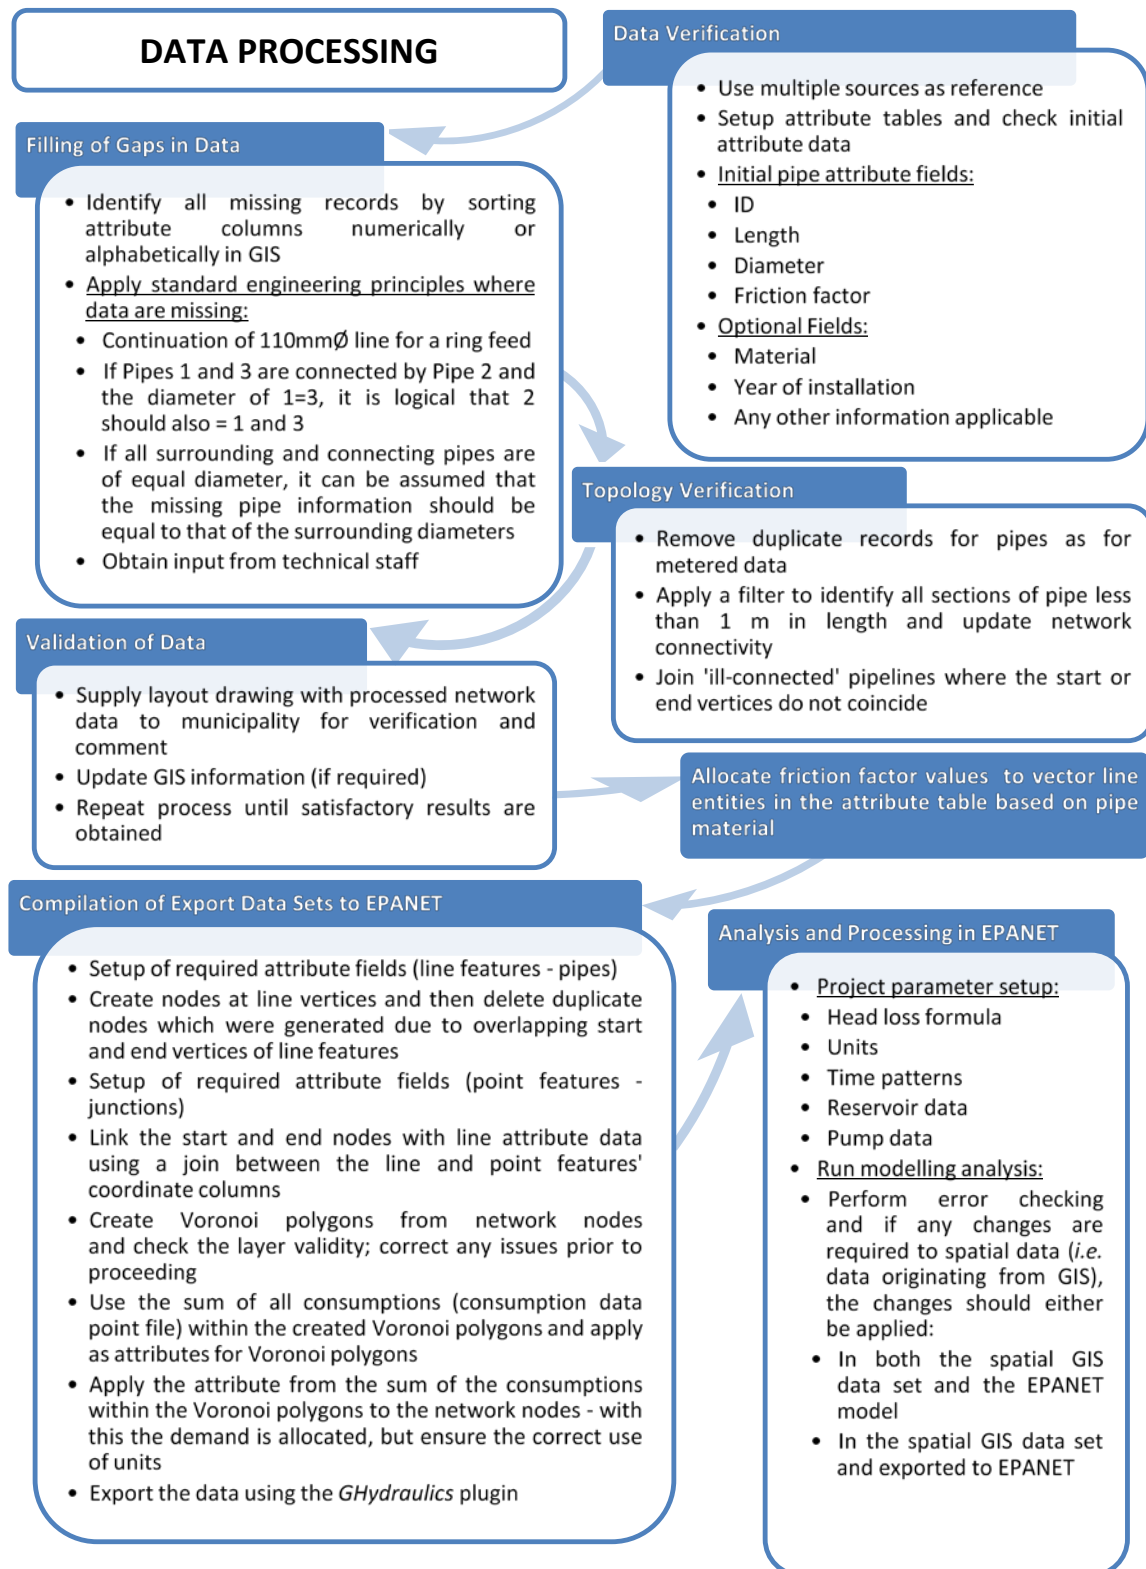 DATA PROCESSING
Data Verification
• Use multiple sources as reference
• Setup attribute tables and check initial
attribute data
• Initial pipe attribute fields:
• ID
• Length
• Diameter
• Friction factor
• Optional Fields:
• Material
• Year of installation
• Any other information applicable
Filling of Gaps in Data
• Identify all missing records by sorting
attribute columns numerically or
alphabetically in GIS
• Apply standard engineering principles where
data are missing:
• Continuation of 110mmØ line for a ring feed
• If Pipes 1 and 3 are connected by Pipe 2 and
the diameter of 1=3, it is logical that 2
should also = 1 and 3
• If all surrounding and connecting pipes are
of equal diameter, it can be assumed that
the missing pipe information should be
equal to that of the surrounding diameters
• Obtain input from technical staff
Topology Verification
• Remove duplicate records for pipes as for
metered data
• Apply a filter to identify all sections of pipe less
than 1 m in length and update network
connectivity
• Join 'ill-connected' pipelines where the start or
end vertices do not coincide
Validation of Data
• Supply layout drawing with processed network
data to municipality for verification and
comment
• Update GIS information (if required)
• Repeat process until satisfactory results are
obtained
Allocate friction factor values to vector line
entities in the attribute table based on pipe
material
Compilation of Export Data Sets to EPANET
• Setup of required attribute fields (line features - pipes)
• Create nodes at line vertices and then delete duplicate
nodes which were generated due to overlapping start
and end vertices of line features
• Setup of required attribute fields (point features -
junctions)
• Link the start and end nodes with line attribute data
using a join between the line and point features'
coordinate columns
• Create Voronoi polygons from network nodes
and check the layer validity; correct any issues prior to
proceeding
• Use the sum of all consumptions (consumption data
point file) within the created Voronoi polygons and apply
as attributes for Voronoi polygons
• Apply the attribute from the sum of the consumptions
within the Voronoi polygons to the network nodes - with
this the demand is allocated, but ensure the correct use
of units
• Export the data using the GHydraulics plugin
Analysis and Processing in EPANET
• Project parameter setup:
• Head loss formula
• Units
• Time patterns
• Reservoir data
• Pump data
• Run modelling analysis:
• Perform error checking
and if any changes are
required to spatial data (i.e.
data originating from GIS),
the changes should either
be applied:
• In both the spatial GIS
data set and the EPANET
model
• In the spatial GIS data set
and exported to EPANET